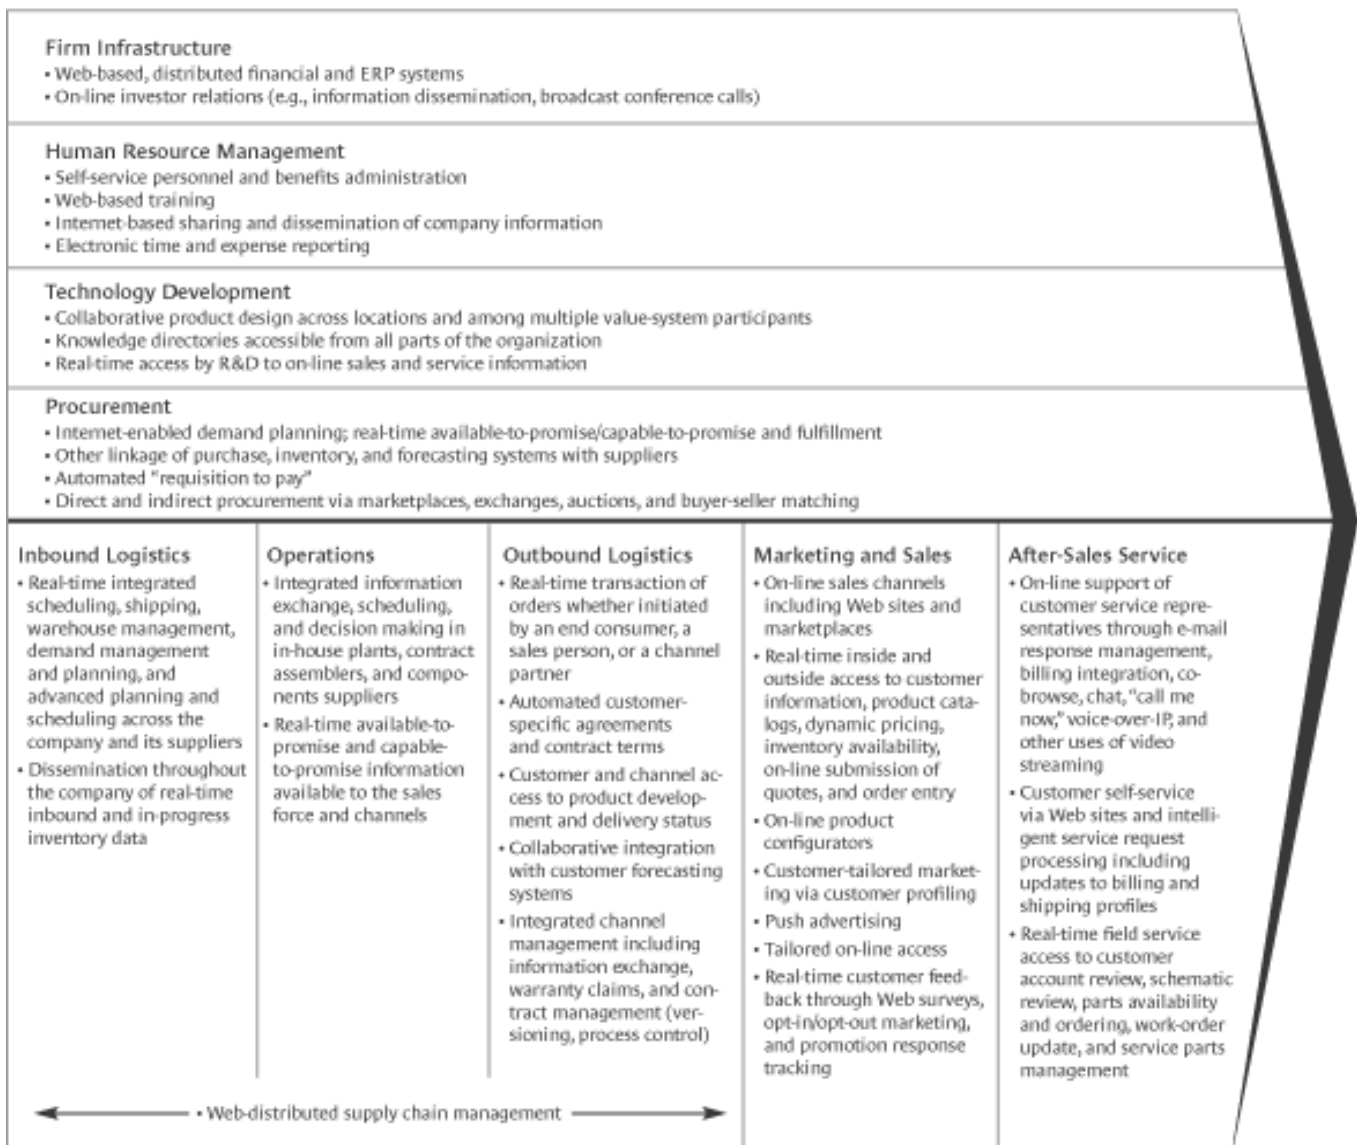 Firm Infrastructure
• Web-based, distributed financial and ERP systems
• On-line investor relations (e.g., information dissemination, broadcast conference calls)
Human Resource Management
• Self-service personnel and benefits administration
• Web-based training
• Internet-based sharing and dissemination of company information
• Electronic time and expense reporting
Technology Development
• Collaborative product design across locations and among multiple value-system participants
• Knowledge directories accessible from all parts of the organization
• Real-time access by R&D to on-line sales and service information
Procurement
• Internet-enabled demand planning; real-time available-to-promise/capable-to-promise and fulfillment
• Other linkage of purchase, inventory, and forecasting systems with suppliers
• Automated "requisition to pay"
• Direct and indirect procurement via marketplaces, exchanges, auctions, and buyer-seller matching
Inbound Logistics
• Real-time integrated
scheduling, shipping,
warehouse management,
demand management
and planning, and
advanced planning and
scheduling across the
company and its suppliers
• Dissemination throughout
the company of real-time
inbound and in-progress
inventory data
Operations
• Integrated information
exchange, scheduling,
and decision making in
in-house plants, contract
assemblers, and compo-
nents suppliers
• Real-time available-to-
promise and capable-
to-promise information
available to the sales
force and channels
Outbound Logistics
• Real-time transaction of
orders whether initiated
by an end consumer, a
sales person, or a channel
partner
• Automated customer-
specific agreements
and contract terms
• Customer and channel ac-
cess to product develop-
ment and delivery status
• Collaborative integration
with customer forecasting
systems
• Integrated channel
management including
information exchange,
warranty claims, and con-
tract management (ver-
sioning, process control)
Marketing and Sales
• On-line sales channels
including Web sites and
marketplaces
• Real-time inside and
outside access to customer
information, product cata-
logs, dynamic pricing,
inventory availability,
on-line submission of
quotes, and order entry
• On-line product
configurators
• Customer-tailored market-
ing via customer profiling
• Push advertising
• Tailored on-line access
• Real-time customer feed-
back through Web surveys,
opt-in/opt-out marketing,
and promotion response
tracking
After-Sales Service
• On-line support of
customer service repre-
sentatives through e-mail
response management,
billing integration, co-
browse, chat, "call me
now," voice-over-IP, and
other uses of video
streaming
• Customer self-service
via Web sites and intelli-
gent service request
processing including
updates to billing and
shipping profiles
• Real-time field service
access to customer
account review, schematic
review, parts availability
and ordering, work-order
update, and service parts
management
• Web-distributed supply chain management